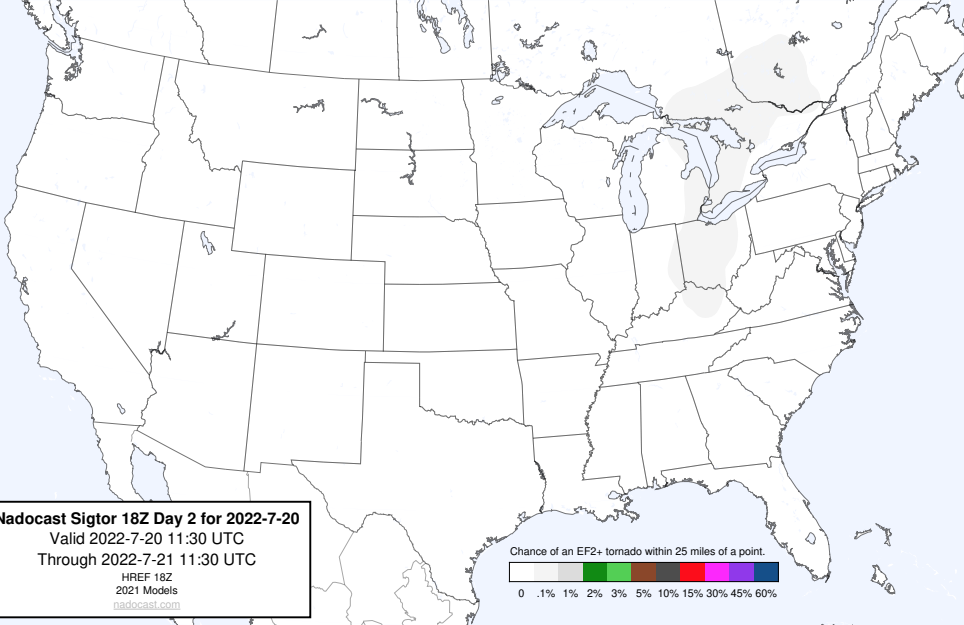 Nadocast Sigtor 18Z Day 2 for 2022-7-20
Valid 2022-7-20 11:30 UTC
Through 2022-7-21 11:30 UTC
HREF 18Z
2021 Models
nadocast.com
Chance of an EF2+ tornado within 25 miles of a point.
0 .1% 1% 2% 3% 5% 10% 15% 30% 45% 60%